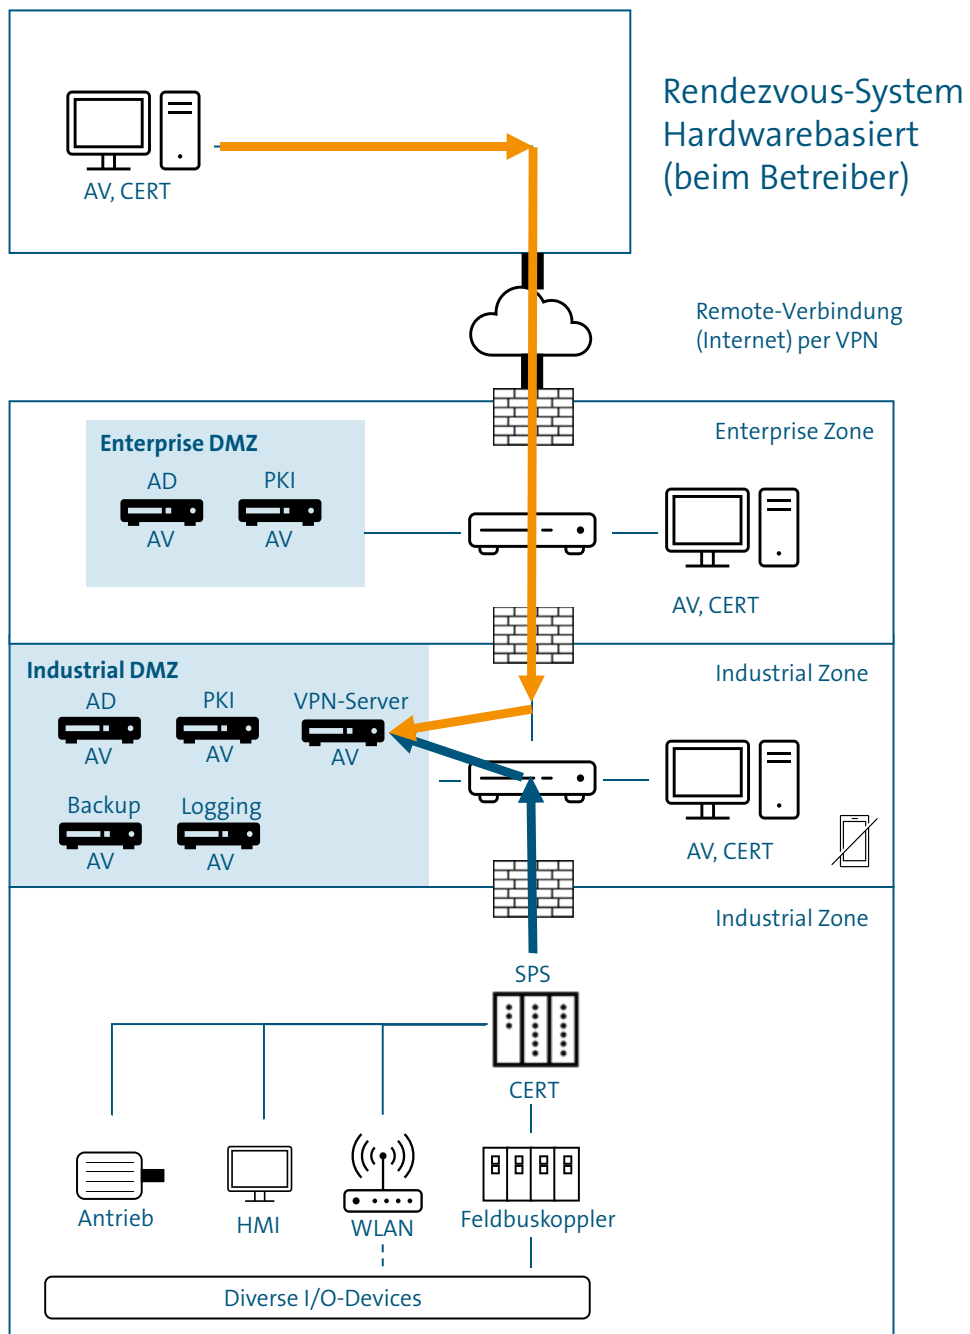 Rendezvous-System
Hardwarebasiert
(beim Betreiber)
AV, CERT
Remote-Verbindung
(Internet) per VPN
Enterprise Zone
Enterprise DMZ
AD
PKI
AV
AV
AV, CERT
Industrial Zone
Industrial DMZ
AD
PKI
VPN-Server
AV
AV
AV
Backup
Logging
AV
AV
AV, CERT
Industrial Zone
SPS
CERT
Antrieb
HMI
WLAN
Feldbuskoppler
Diverse I/O-Devices